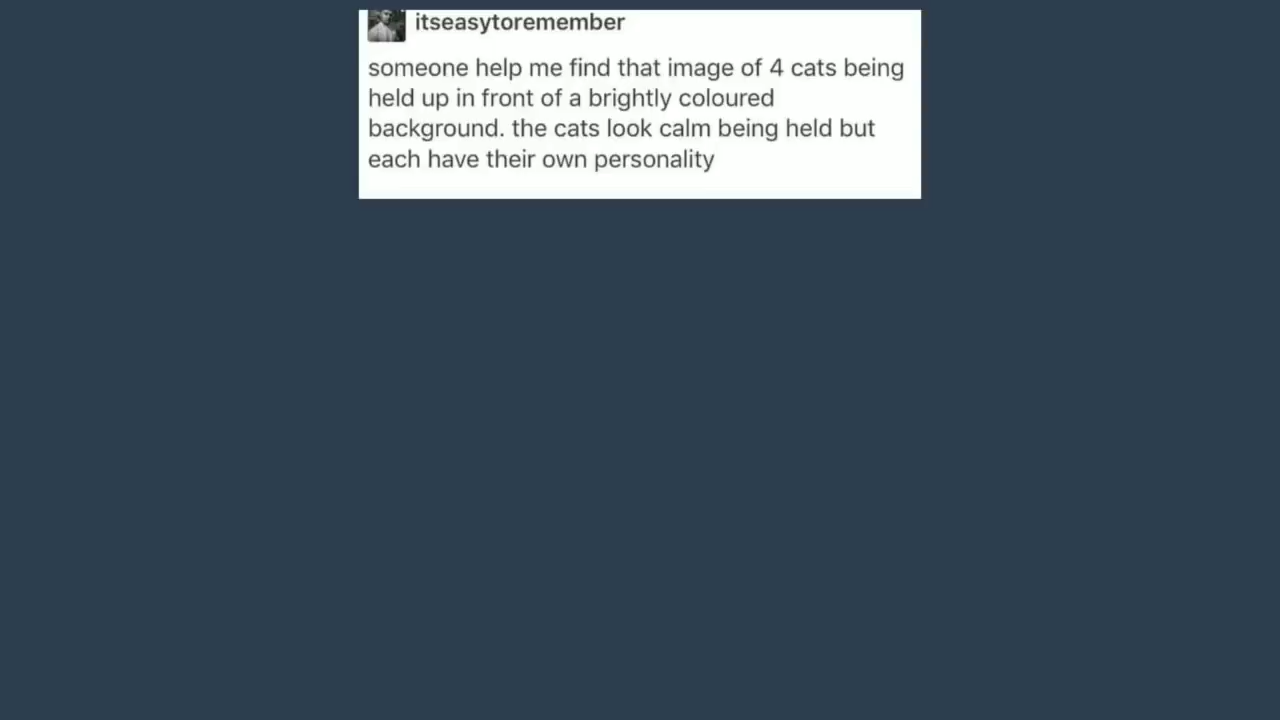 itseasytoremember
someone help me find that image of 4 cats being
held up in front of a brightly coloured
background. the cats look calm being held but
each have their own personality